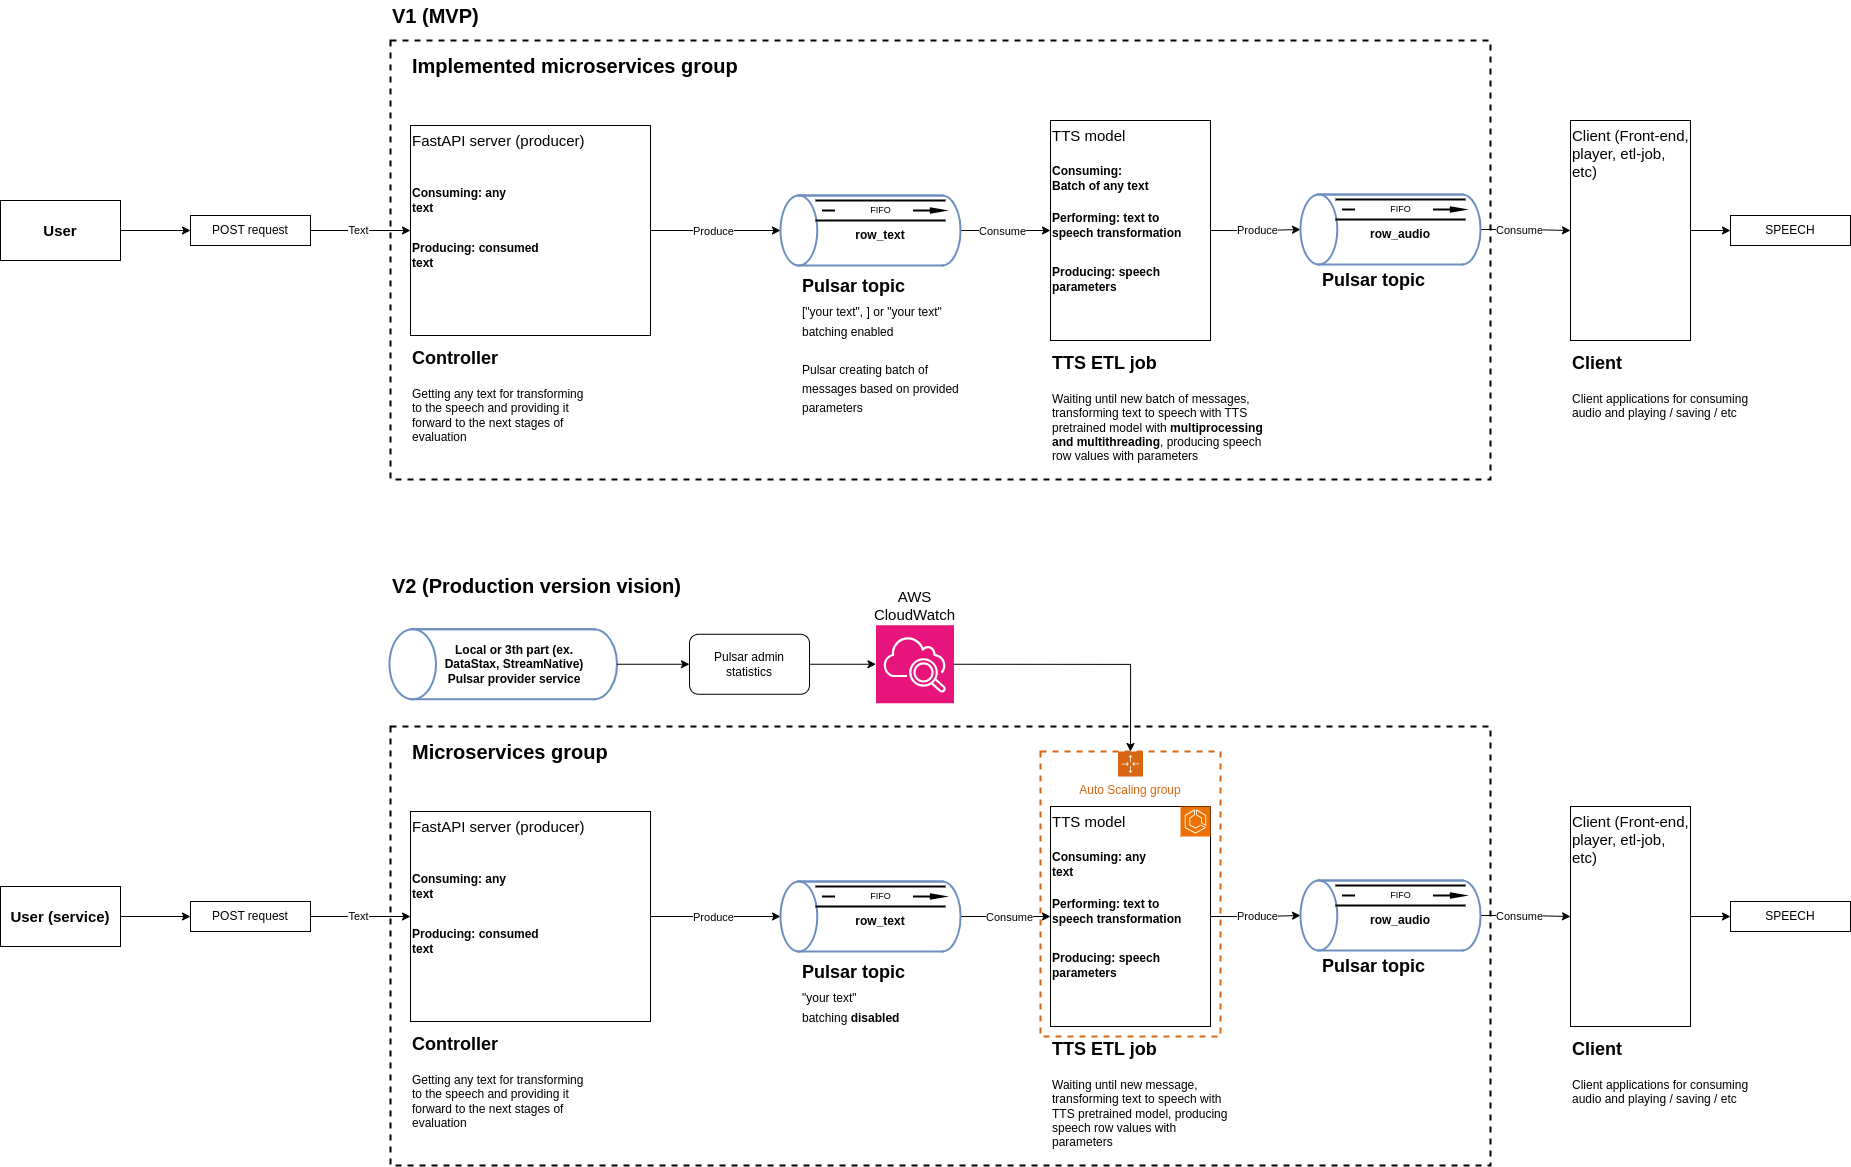 V1 (MVP)
Implemented microservices group
User
POST request
Text
FastAPI server (producer)
Consuming: any
text
Producing: consumed
text
Controller
Getting any text for transforming
to the speech and providing it
forward to the next stages of
evaluation
Produce
FIFO
row_text
Pulsar topic
["your text", ] or "your text"
batching enabled
Pulsar creating batch of
messages based on provided
parameters
Consume
TTS model
Consuming:
Batch of any text
Performing: text to
speech transformation
Producing: speech
parameters
TTS ETL job
Waiting until new batch of messages,
transforming text to speech with TTS
pretrained model with multiprocessing
and multithreading, producing speech
row values with parameters
Produce
FIFO
row_audio
Pulsar topic
Consume
Client (Front-end,
player, etl-job,
etc)
Client
Client applications for consuming
audio and playing / saving / etc
SPEECH
V2 (Production version vision)
Local or 3th part (ex.
DataStax, StreamNative)
Pulsar provider service
Pulsar admin
statistics
AWS
CloudWatch
Microservices group
User (service)
POST request
Text
FastAPI server (producer)
Consuming: any
text
Producing: consumed
text
Controller
Getting any text for transforming
to the speech and providing it
forward to the next stages of
evaluation
Produce
FIFO
row_text
Pulsar topic
"your text"
batching disabled
Consume
Auto Scaling group
TTS model
Consuming: any
text
Performing: text to
speech transformation
Producing: speech
parameters
TTS ETL job
Waiting until new message,
transforming text to speech with
TTS pretrained model, producing
speech row values with
parameters
Produce
FIFO
row_audio
Pulsar topic
Consume
Client (Front-end,
player, etl-job,
etc)
Client
Client applications for consuming
audio and playing / saving / etc
SPEECH